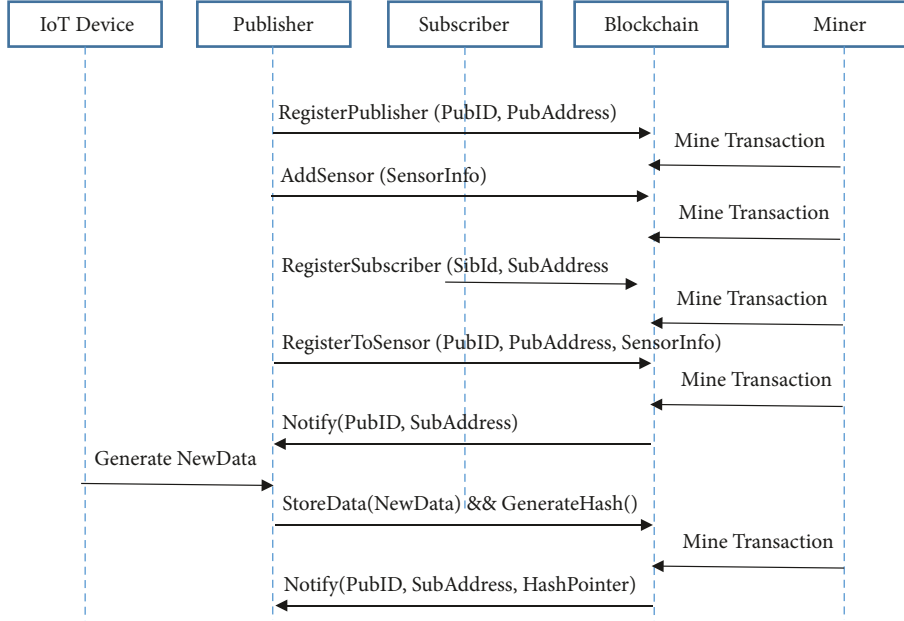 IoT Device
Publisher
Subscriber
Blockchain
Miner
RegisterPublisher (PubID, PubAddress)
Mine Transaction
AddSensor (SensorInfo)
Mine Transaction
RegisterSubscriber (SibId, SubAddress
Mine Transaction
RegisterToSensor (PubID, PubAddress, SensorInfo)
Mine Transaction
Notify(PubID, SubAddress)
Generate NewData
StoreData(NewData) && GenerateHash()
Mine Transaction
Notify(PubID, SubAddress, HashPointer)